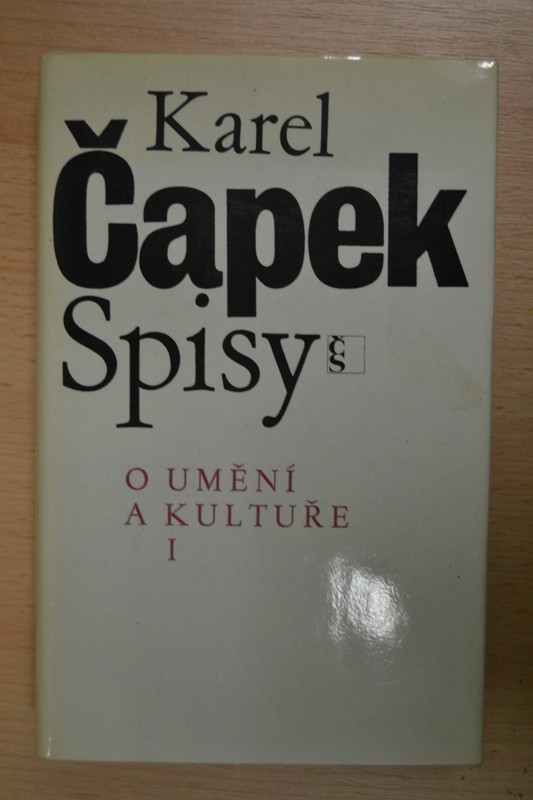 Karel
Čapek
Spisy
ČS
O UMĚNÍ
A KULTUŘE
I